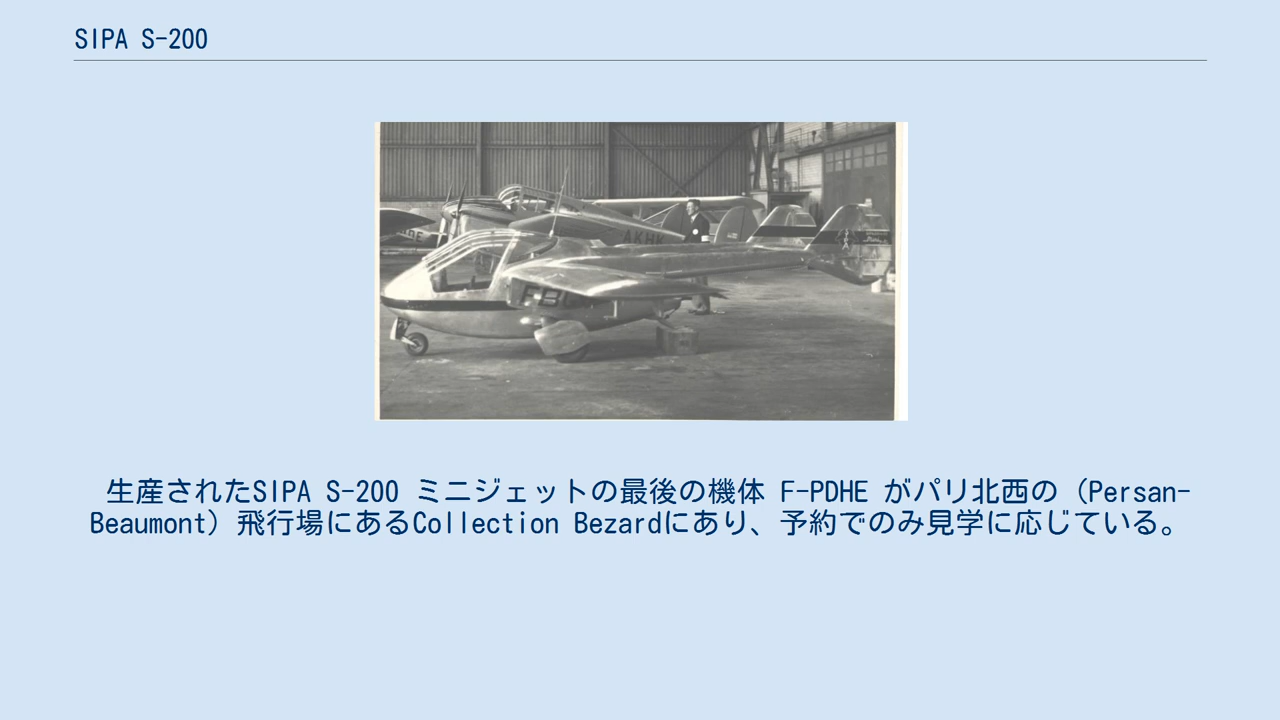 SIPA S-200
AKHK
FBG
生産されたSIPA S-200 ミニジェットの最後の機体 F-PDHE がパリ北西の（Persan-
Beaumont）飛行場にあるCollection Bezardにあり、予約でのみ見学に応じている。